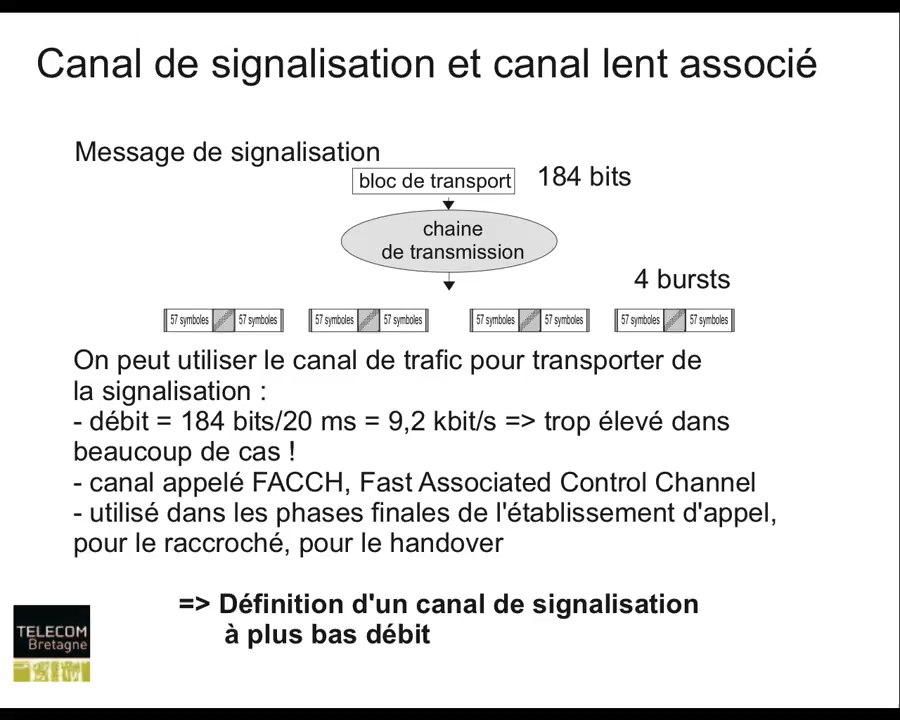 Canal de signalisation et canal lent associé
Message de signalisation
bloc de transport
184 bits
chaine
de transmission
4 bursts
57 symboles 57 symboles 57 symboles 57 symboles 57 symboles 57 symboles 57 symboles 57 symboles
On peut utiliser le canal de trafic pour transporter de
la signalisation :
- débit = 184 bits/20 ms = 9,2 kbit/s => trop élevé dans
beaucoup de cas !
- canal appelé FACCH, Fast Associated Control Channel
- utilisé dans les phases finales de l'établissement d'appel,
pour le raccroché, pour le handover
=> Définition d'un canal de signalisation
à plus bas débit
TELECOM
Bretagne